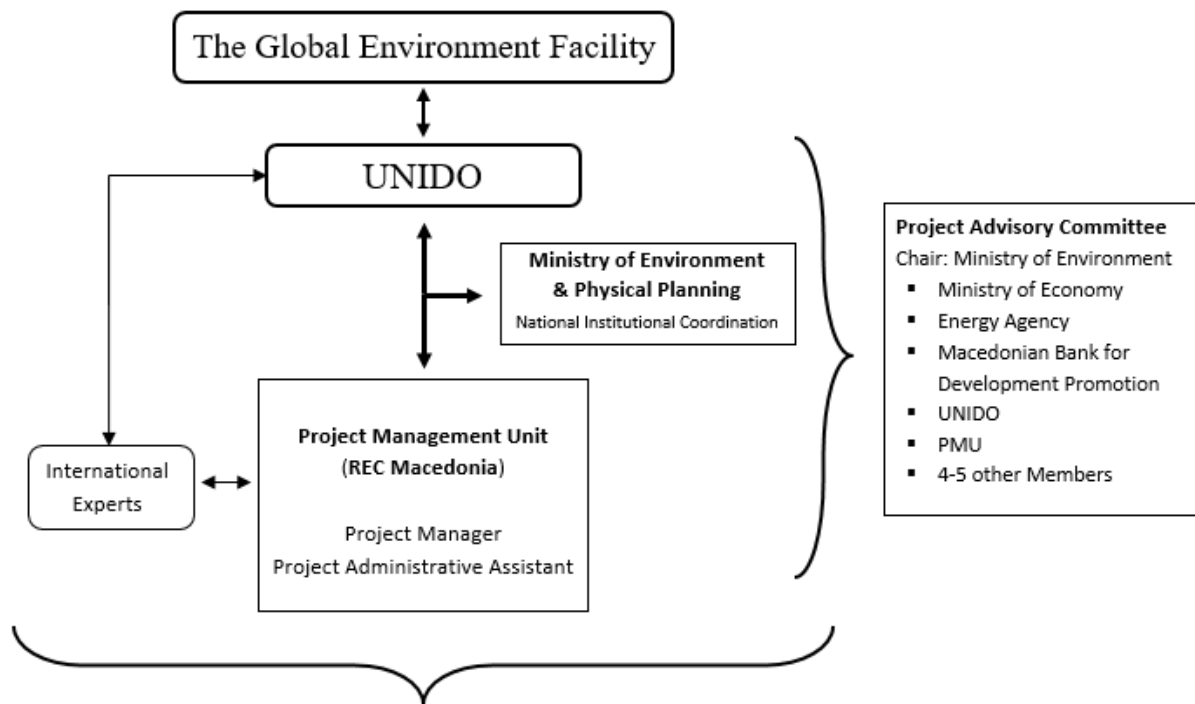 The Global Environment Facility
UNIDO
Ministry of Environment
& Physical Planning
National Institutional Coordination
Project Management Unit
(REC Macedonia)
Project Manager
Project Administrative Assistant
International
Experts
Project Advisory Committee
Chair: Ministry of Environment
▪ Ministry of Economy
▪ Energy Agency
▪ Macedonian Bank for
Development Promotion
▪ UNIDO
▪ PMU
▪ 4-5 other Members